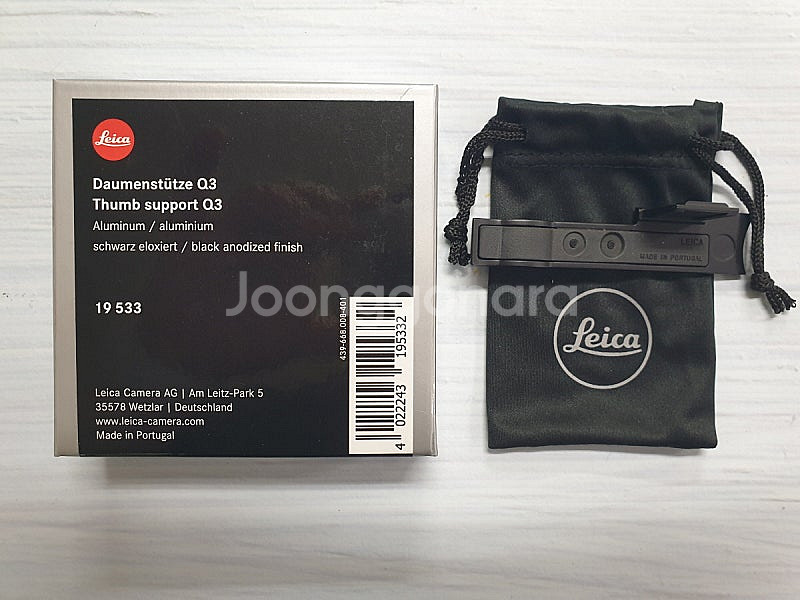 Leica
Daumenstütze Q3
Thumb support Q3
Aluminum / aluminium
schwarz eloxiert / black anodized finish
19 533
Leica Camera AG | Am Leitz-Park 5
35578 Wetzlar | Deutschland
www.leica-camera.com
Made in Portugal
439-668.008-401
4 022243 195332
LEICA
MADE IN PORTUGAL
Leica
Joongonara